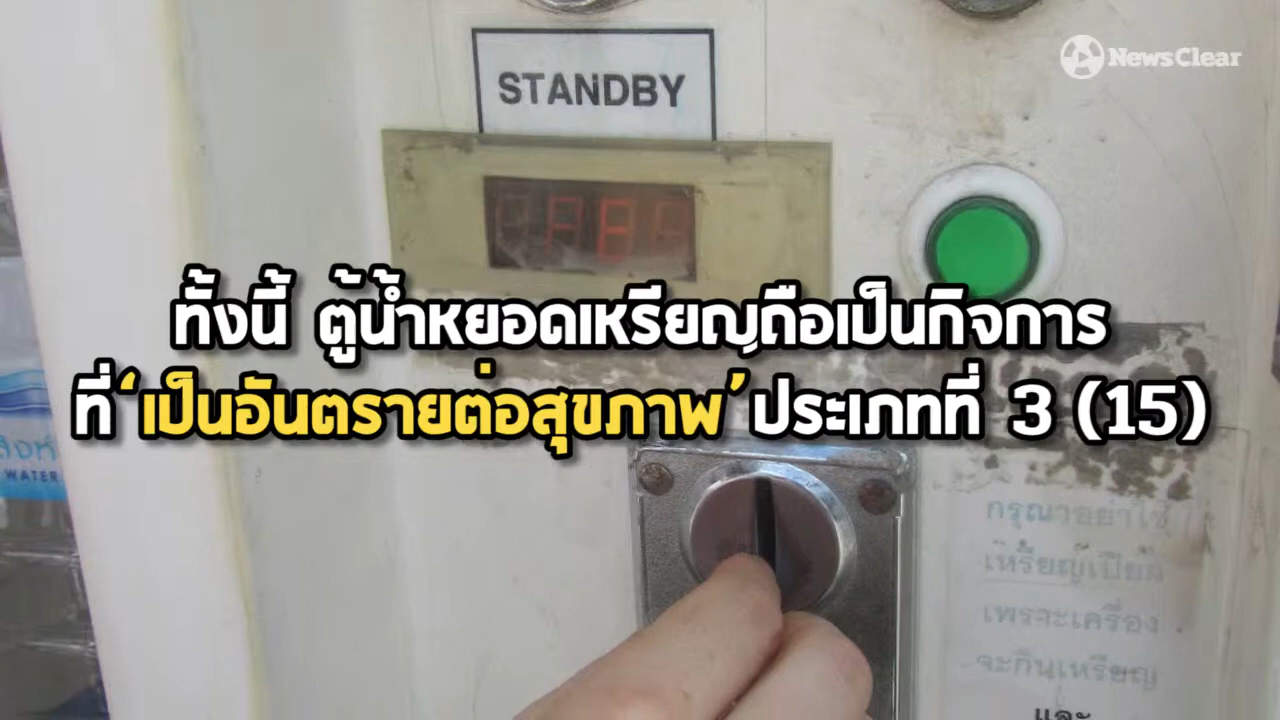 NewsClear
STANDBY
ทั้งนี้ ตู้น้ำหยอดเหรียญถือเป็นกิจการ
ที่ ‘เป็นอันตรายต่อสุขภาพ’ ประเภทที่ 3 (15)
WATER
กรุณาอย่าใช้
เหรียญเปียก
เพราะเครื่อง
จะกินเหรียญ
และ